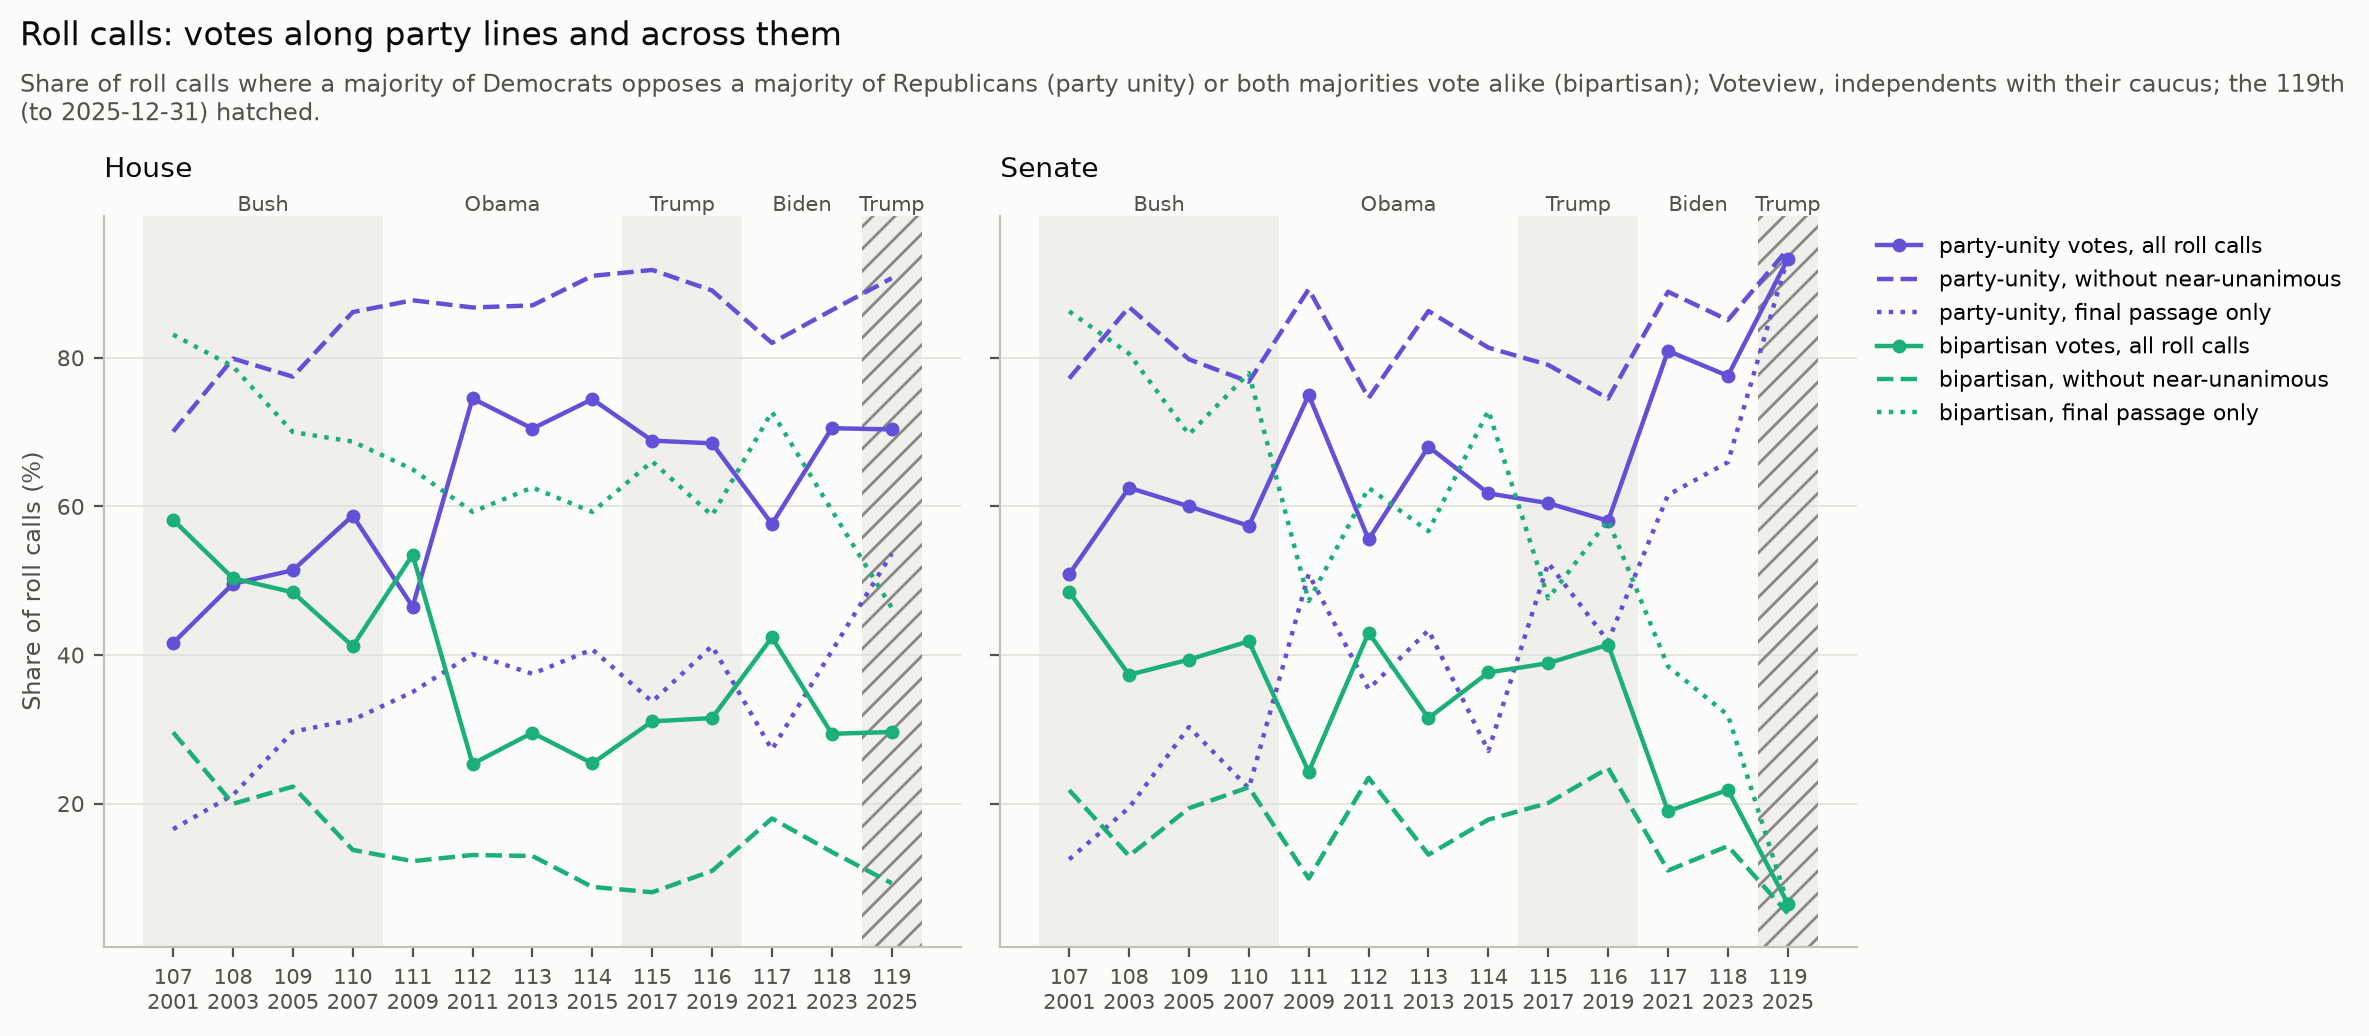 Roll calls: votes along party lines and across them
Share of roll calls where a majority of Democrats opposes a majority of Republicans (party unity) or both majorities vote alike (bipartisan); Voteview, independents with their caucus; the 119th
(to 2025-12-31) hatched.
House
Bush Obama Trump Biden Trump
Share of roll calls (%)
80
60
40
20
107 108 109 110 111 112 113 114 115 116 117 118 119
2001 2003 2005 2007 2009 2011 2013 2015 2017 2019 2021 2023 2025
Senate
Bush Obama Trump Biden Trump
107 108 109 110 111 112 113 114 115 116 117 118 119
2001 2003 2005 2007 2009 2011 2013 2015 2017 2019 2021 2023 2025
party-unity votes, all roll calls
party-unity, without near-unanimous
party-unity, final passage only
bipartisan votes, all roll calls
bipartisan, without near-unanimous
bipartisan, final passage only